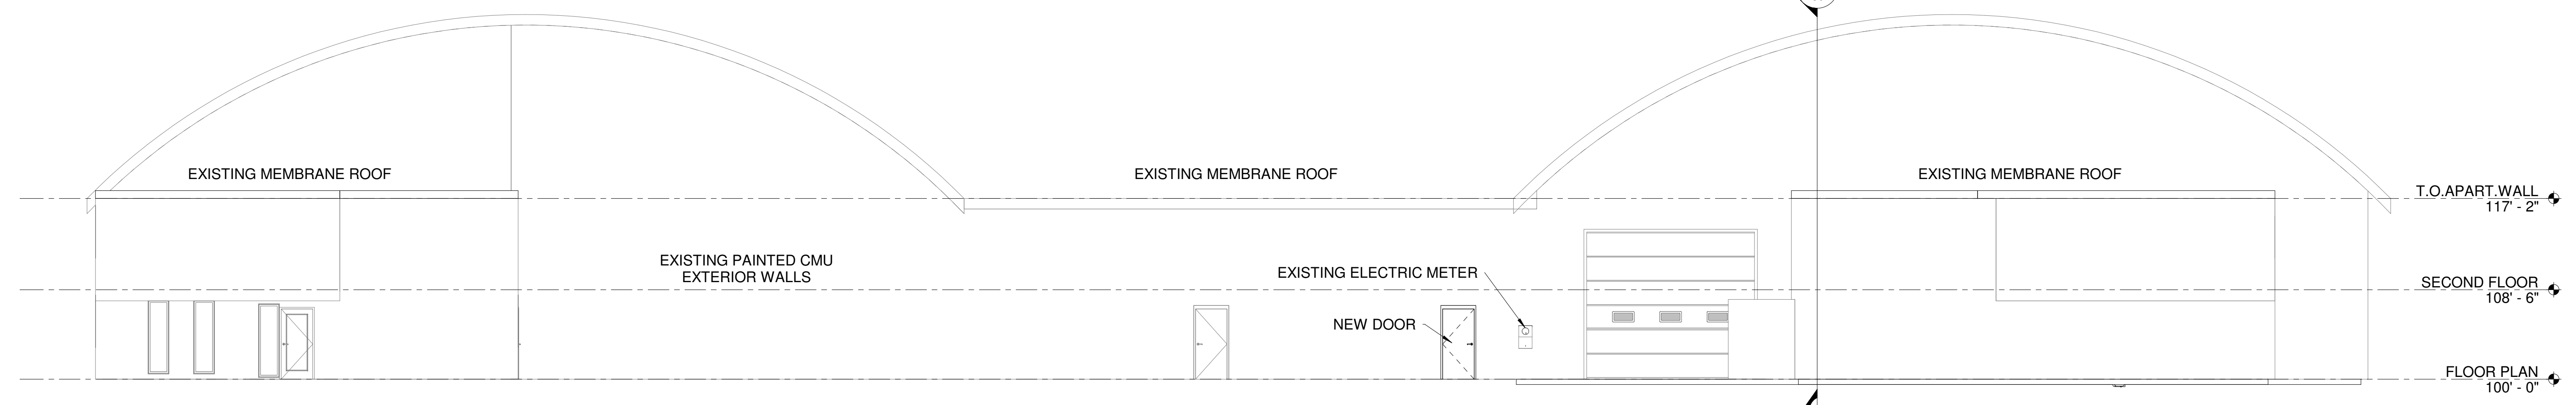 EXISTING MEMBRANE ROOF
EXISTING MEMBRANE ROOF
EXISTING MEMBRANE ROOF
T.O.APART.WALL
117' - 2"
EXISTING PAINTED CMU
EXTERIOR WALLS
EXISTING ELECTRIC METER
SECOND FLOOR
108' - 6"
NEW DOOR
FLOOR PLAN
100' - 0"